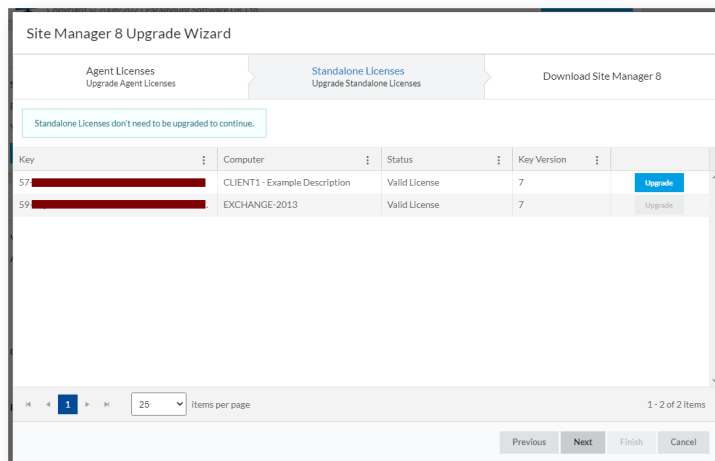 Site Manager 8 Upgrade Wizard
Agent Licenses
Upgrade Agent Licenses
Standalone Licenses
Upgrade Standalone Licenses
Download Site Manager 8
Standalone Licenses don't need to be upgraded to continue.
Key Computer Status Key Version
57- CLIENT1 - Example Description Valid License 7 Upgrade
59- EXCHANGE-2013 Valid License 7 Upgrade
1 25 items per page 1 - 2 of 2 items
Previous Next Finish Cancel